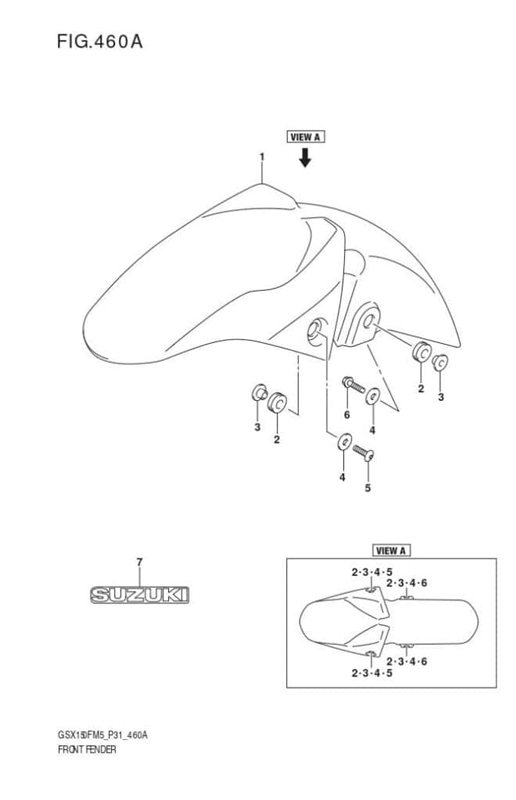 FIG.460A
VIEW A
1
2
3
6
4
3
2
4
5
7
SUZUKI
VIEW A
2·3·4·5
2·3·4·6
2·3·4·6
2·3·4·5
GSX150FM5_P31_460A
FRONT FENDER